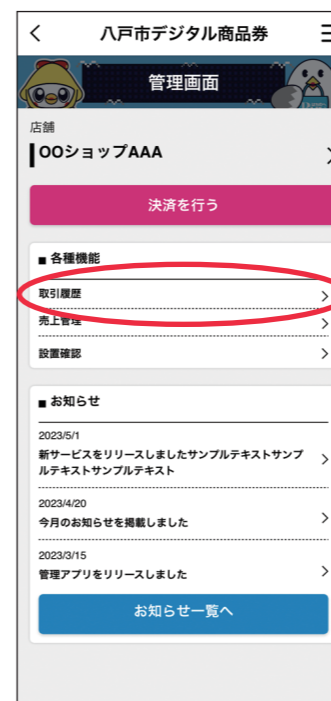 八戸市デジタル商品券
管理画面
店舗
OOショップAAA
決済を行う
■ 各種機能
取引履歴
売上管理
設置確認
■ お知らせ
2023/5/1
新サービスをリリースしましたサンプルテキストサンプ
ルテキストサンプルテキスト
2023/4/20
今月のお知らせを掲載しました
2023/3/15
管理アプリをリリースしました
お知らせ一覧へ